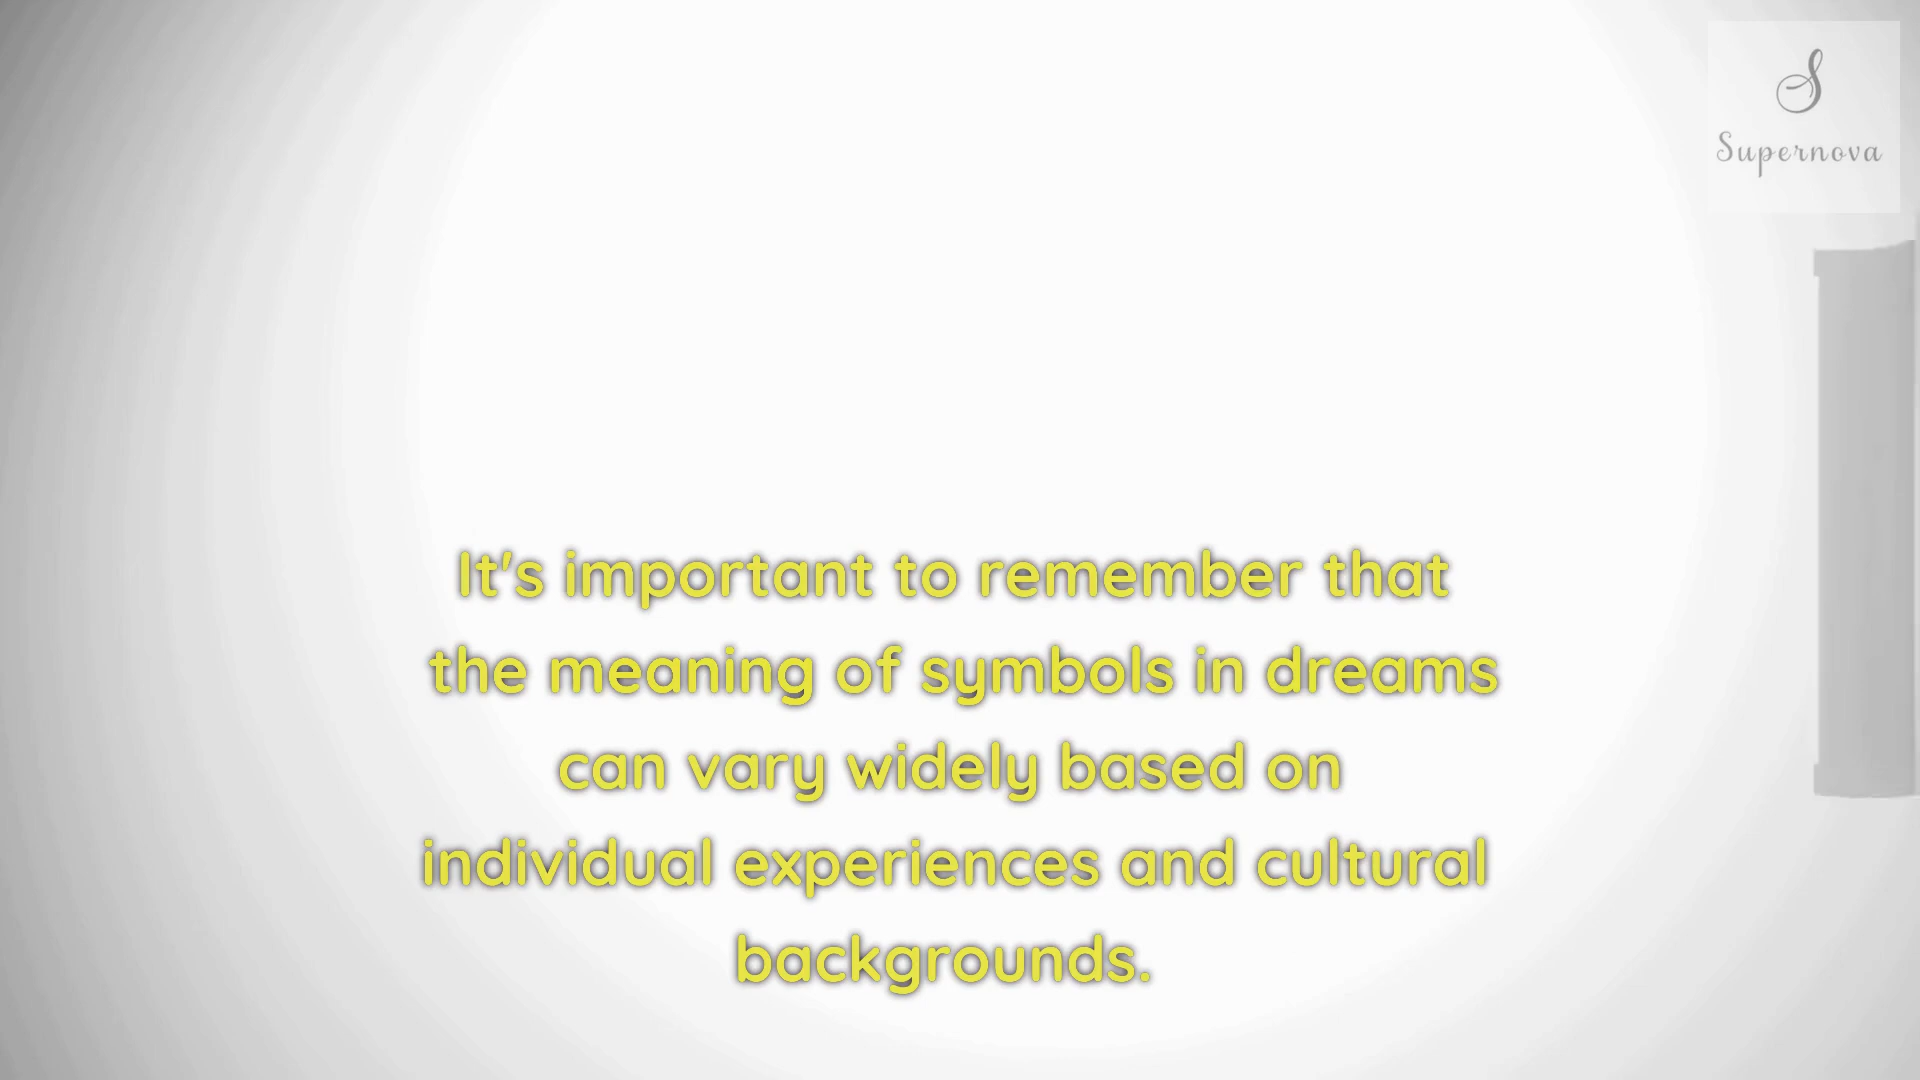 S
Supernova
It's important to remember that
the meaning of symbols in dreams
can vary widely based on
individual experiences and cultural
backgrounds.